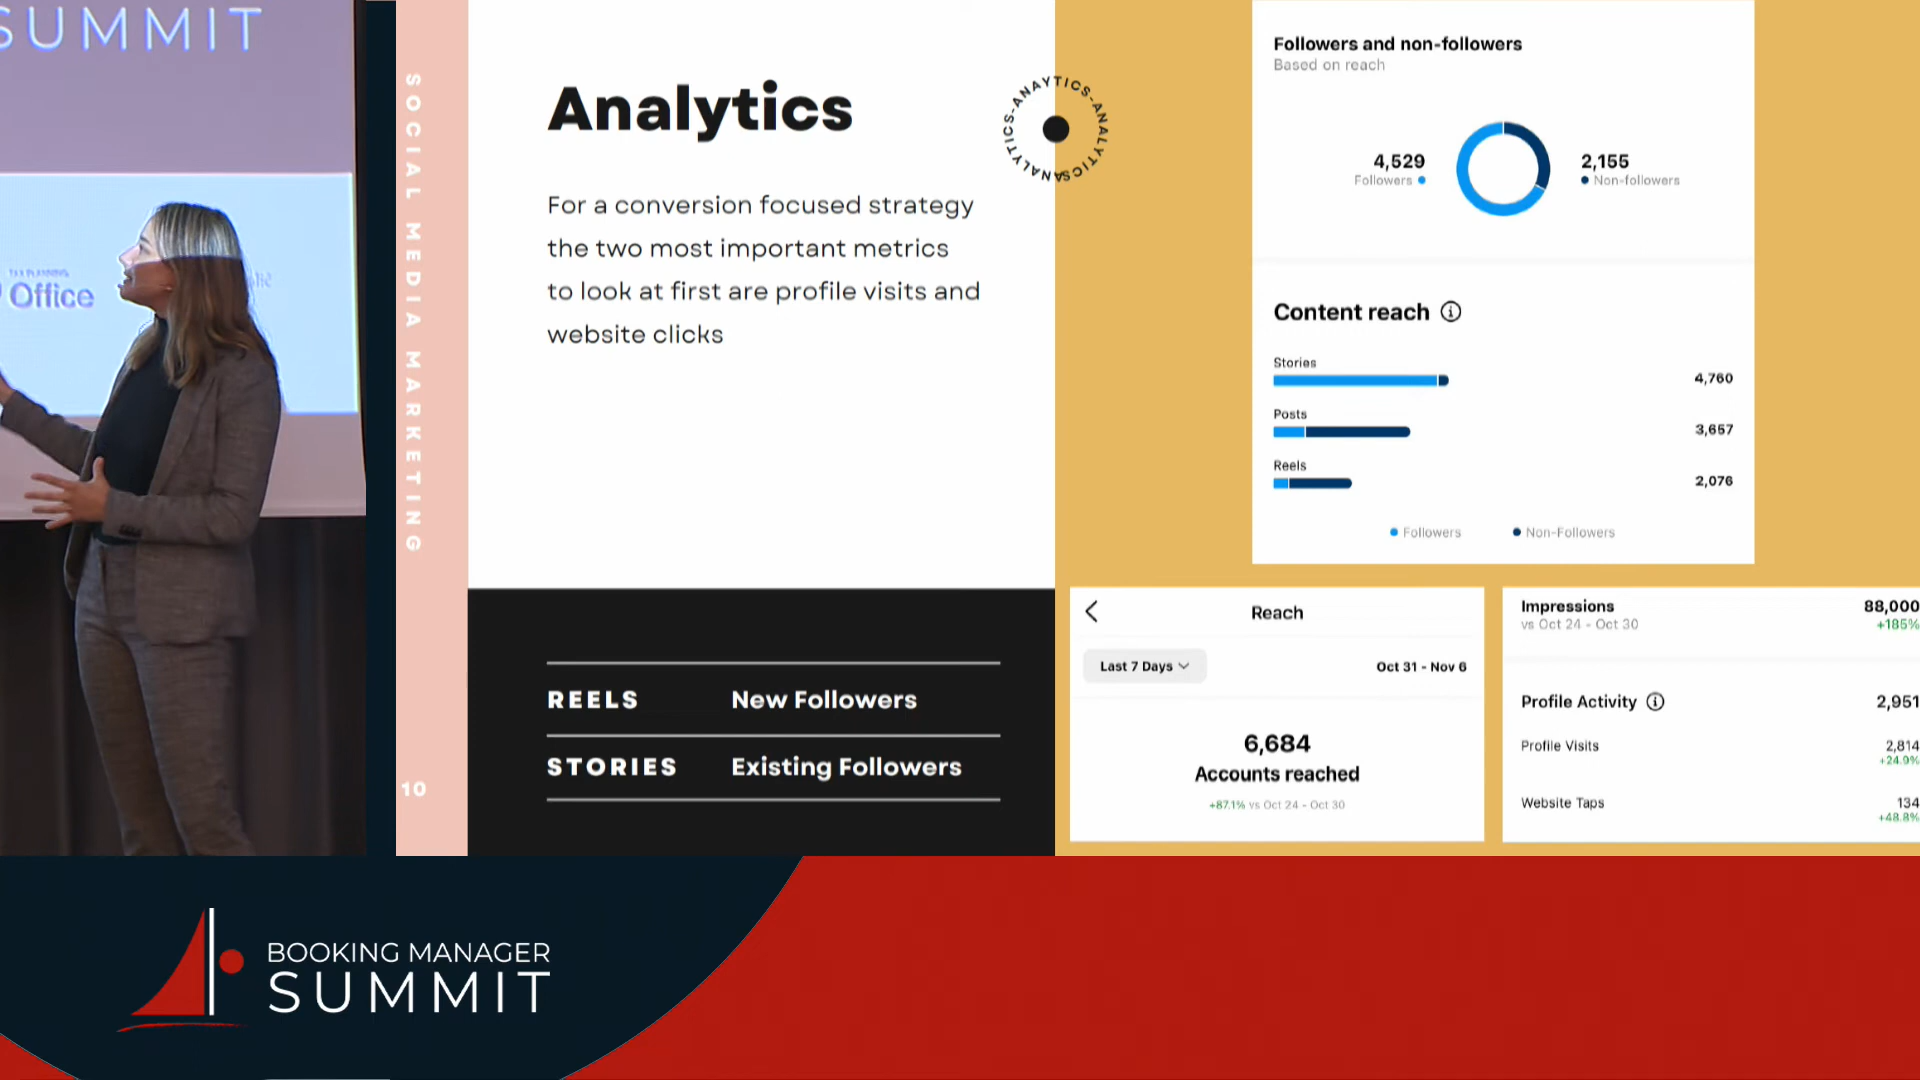 SUMMIT
TAX PLANNING
Office
SOCIAL MEDIA MARKETING
10
Analytics
For a conversion focused strategy
the two most important metrics
to look at first are profile visits and
website clicks
ANALYTICS-ANAYTICS-ANALYTICS
REELS New Followers
STORIES Existing Followers
Followers and non-followers
Based on reach
4,529
Followers
2,155
Non-followers
Content reach
Stories
4,760
Posts
3,657
Reels
2,076
Followers Non-Followers
Reach
Last 7 Days Oct 31 - Nov 6
6,684
Accounts reached
+87.1% vs Oct 24 - Oct 30
Impressions 88,000
vs Oct 24 - Oct 30 +185%
Profile Activity 2,951
Profile Visits 2,814
+24.9%
Website Taps 134
+48.8%
BOOKING MANAGER
SUMMIT